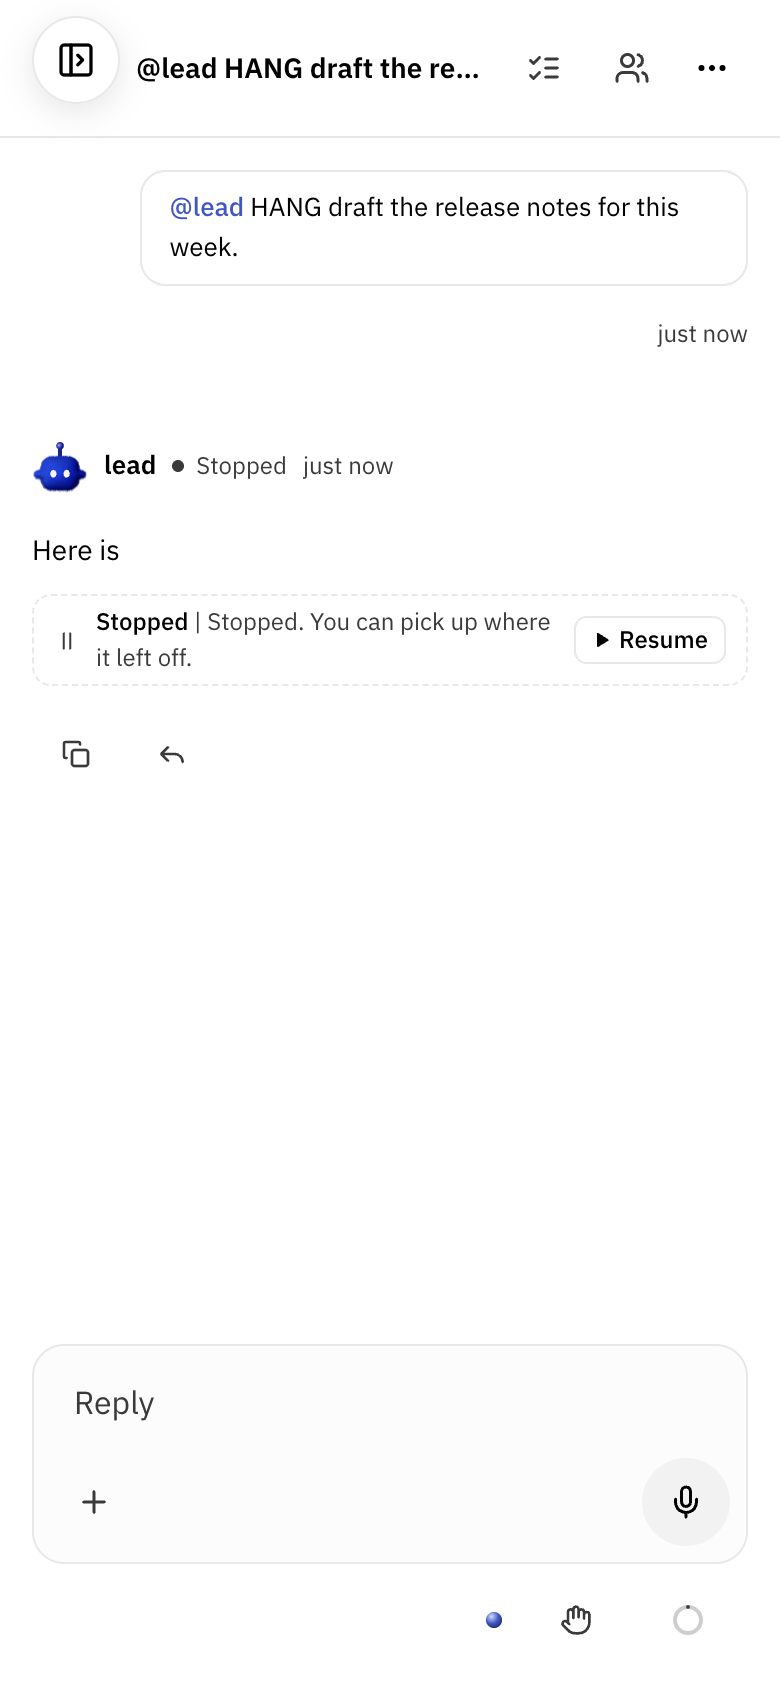 @lead HANG draft the re...
@lead HANG draft the release notes for this
week.
just now
lead ● Stopped just now
Here is
Stopped | Stopped. You can pick up where
it left off.
Resume
Reply